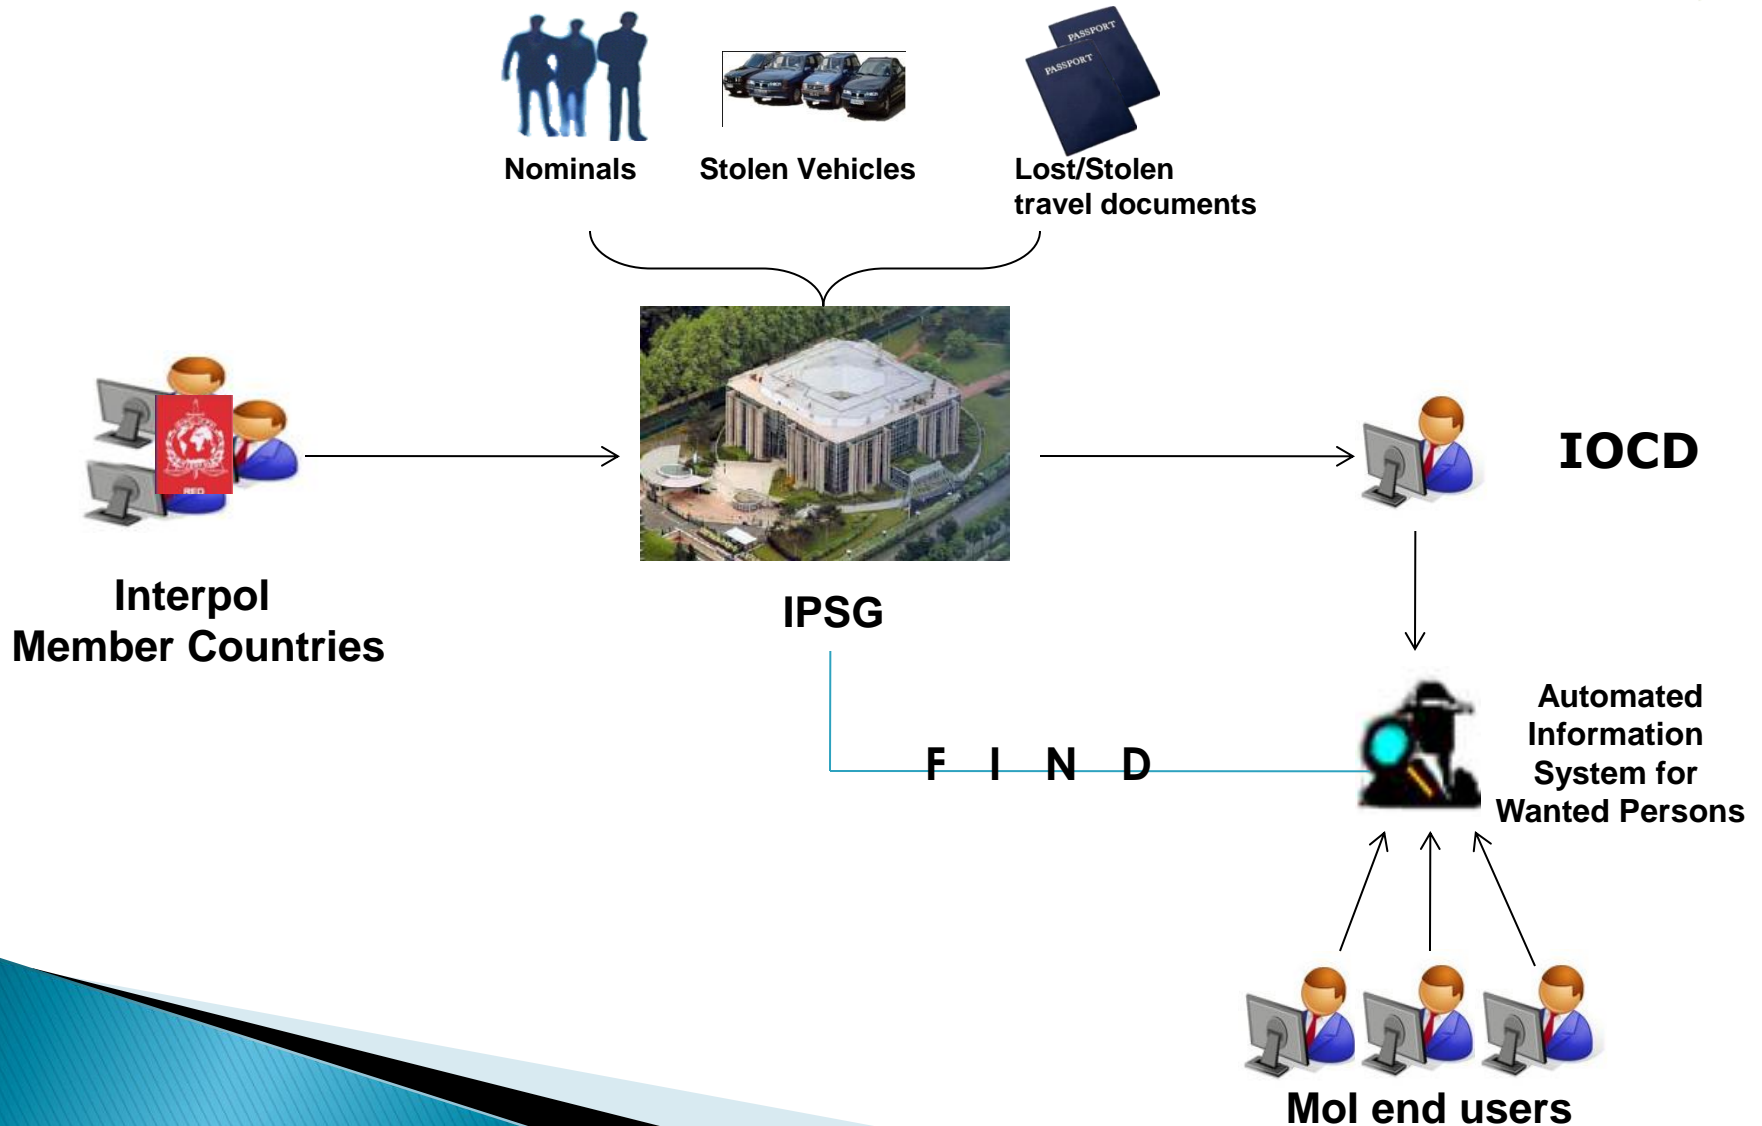 PASSPORT
PASSPORT
Nominals
Stolen Vehicles
Lost/Stolen
travel documents
RED
IOCD
Interpol
Member Countries
IPSG
F I N D
Automated
Information
System for
Wanted Persons
MoI end users